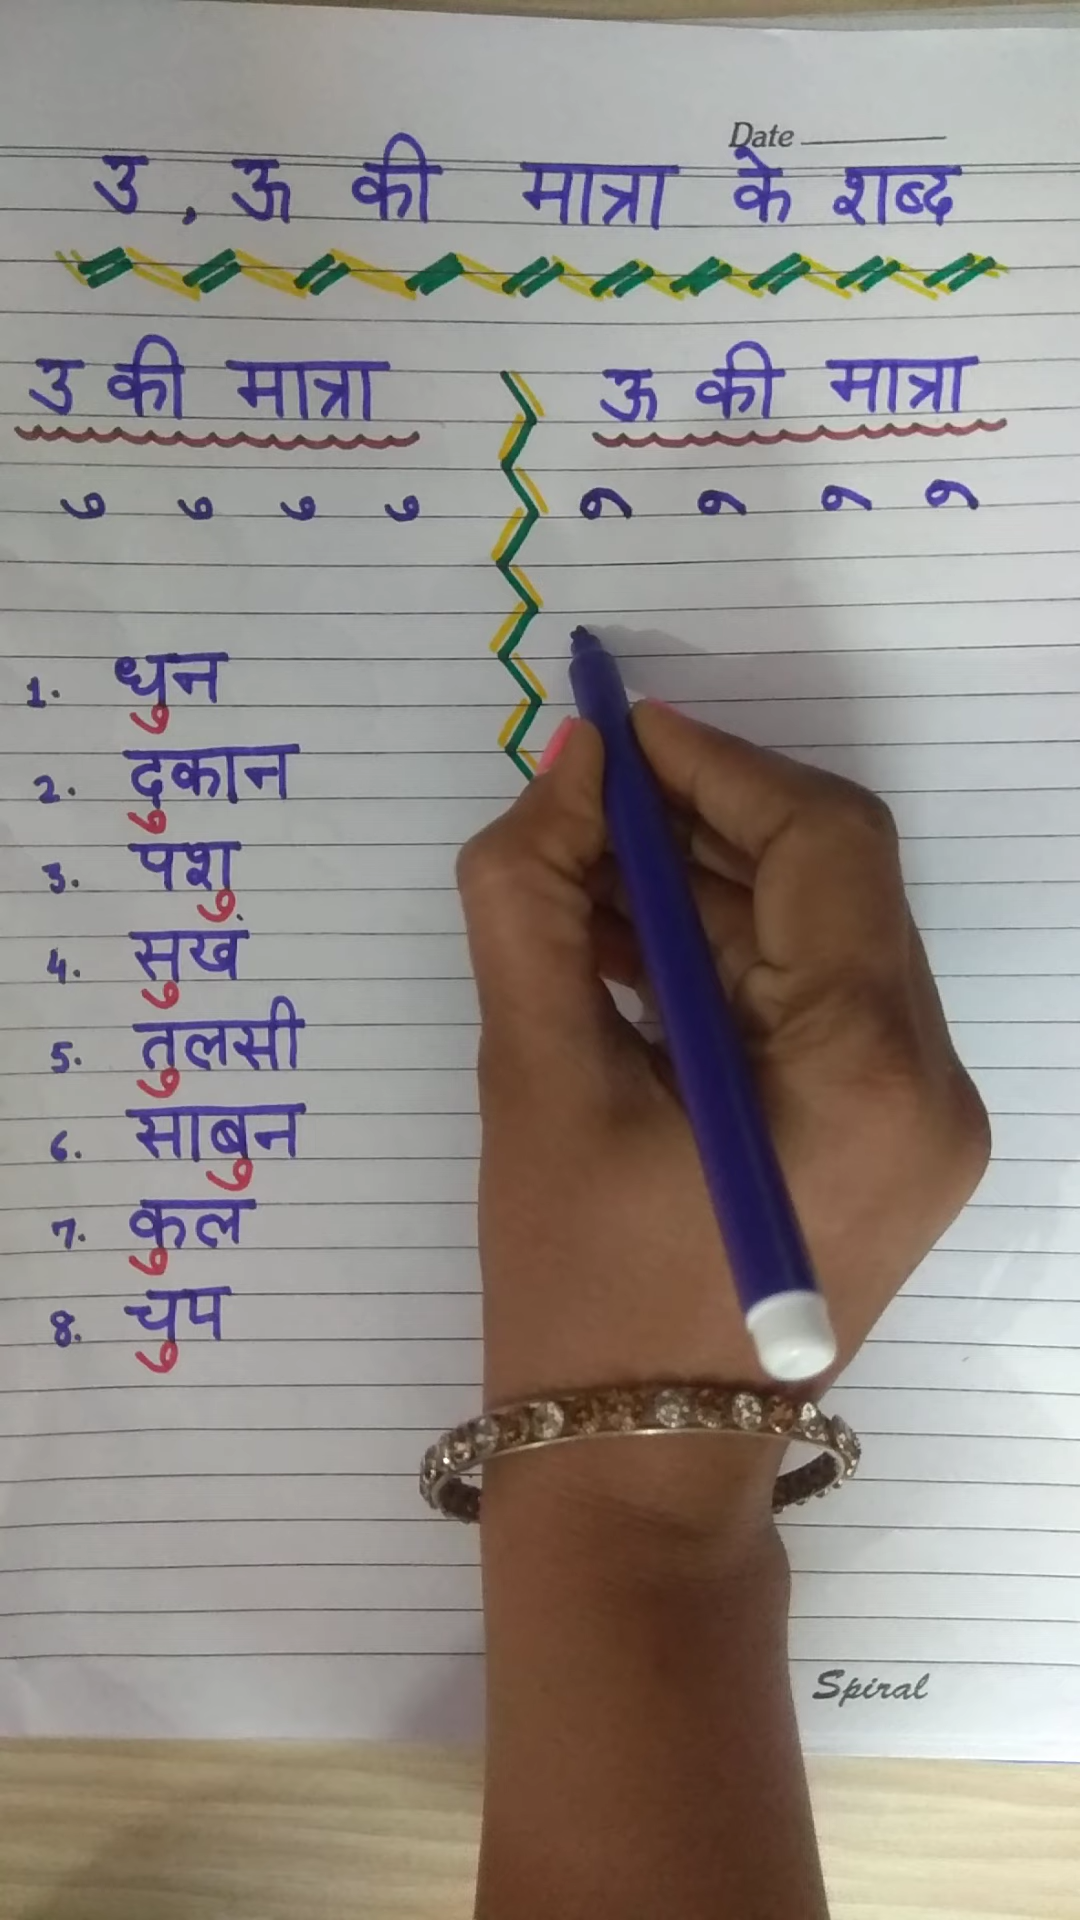 Date
उ, ऊ की मात्रा के शब्द
उ की मात्रा
ु ु ु ु
1. धुन
2. दुकान
3. पशु
4. सुखं
5. तुलसी
6. साबुन
7. कुल
8. चुप
ऊ की मात्रा
ू ू ू ू
Spiral